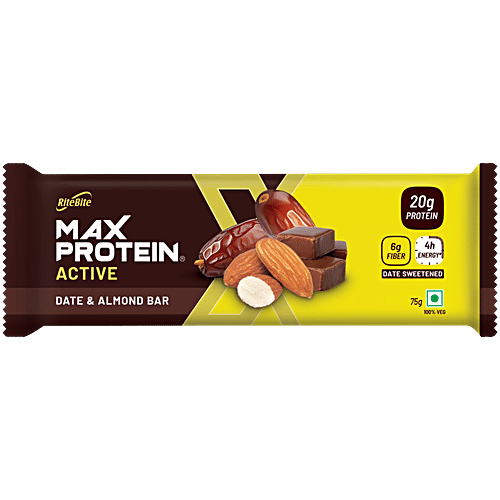 RiteBite
MAX
PROTEIN®
ACTIVE
DATE & ALMOND BAR
20g
PROTEIN
6g
FIBER
4h
ENERGY*
DATE SWEETENED
75g
100% VEG